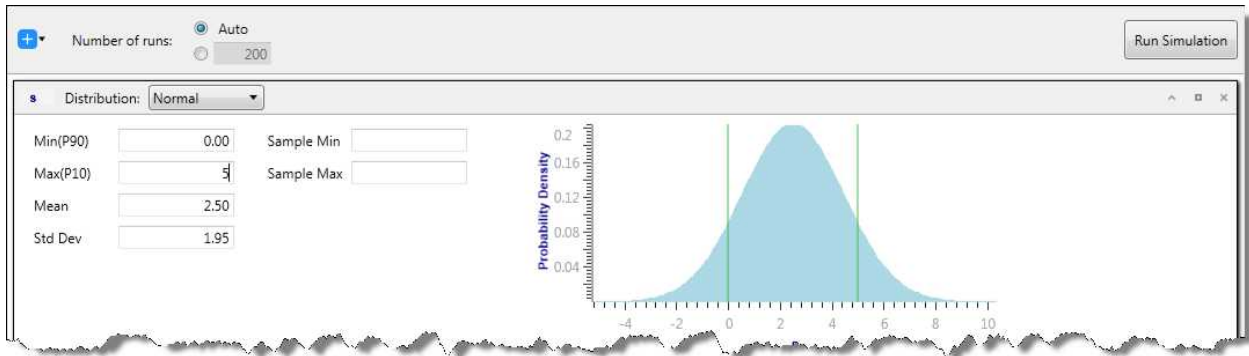 Number of runs:
Auto
200
Run Simulation
s Distribution: Normal
Min(P90) 0.00 Sample Min
Max(P10) 5 Sample Max
Mean 2.50
Std Dev 1.95
Probability Density
0.2
0.16
0.12
0.08
0.04
-4 -2 0 2 4 6 8 10